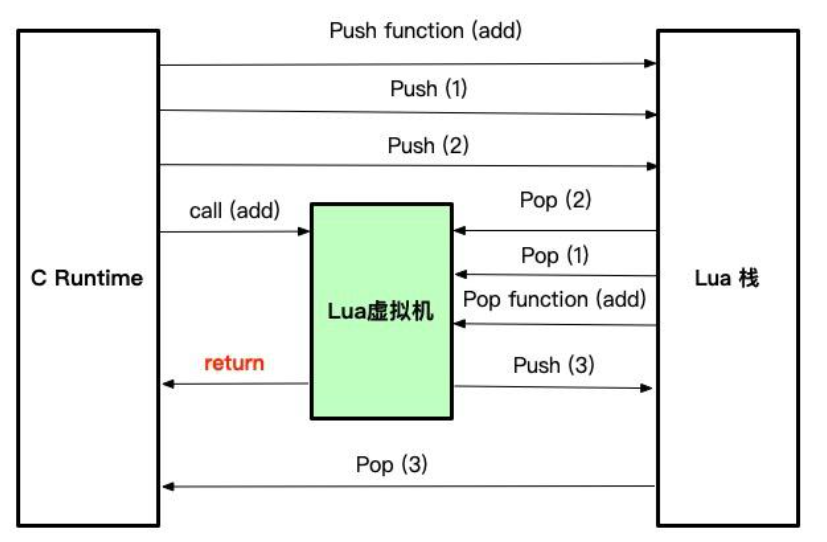 Push function (add)
Push (1)
Push (2)
call (add)
Pop (2)
Pop (1)
C Runtime
Lua 栈
Pop function (add)
Lua虚拟机
return
Push (3)
Pop (3)